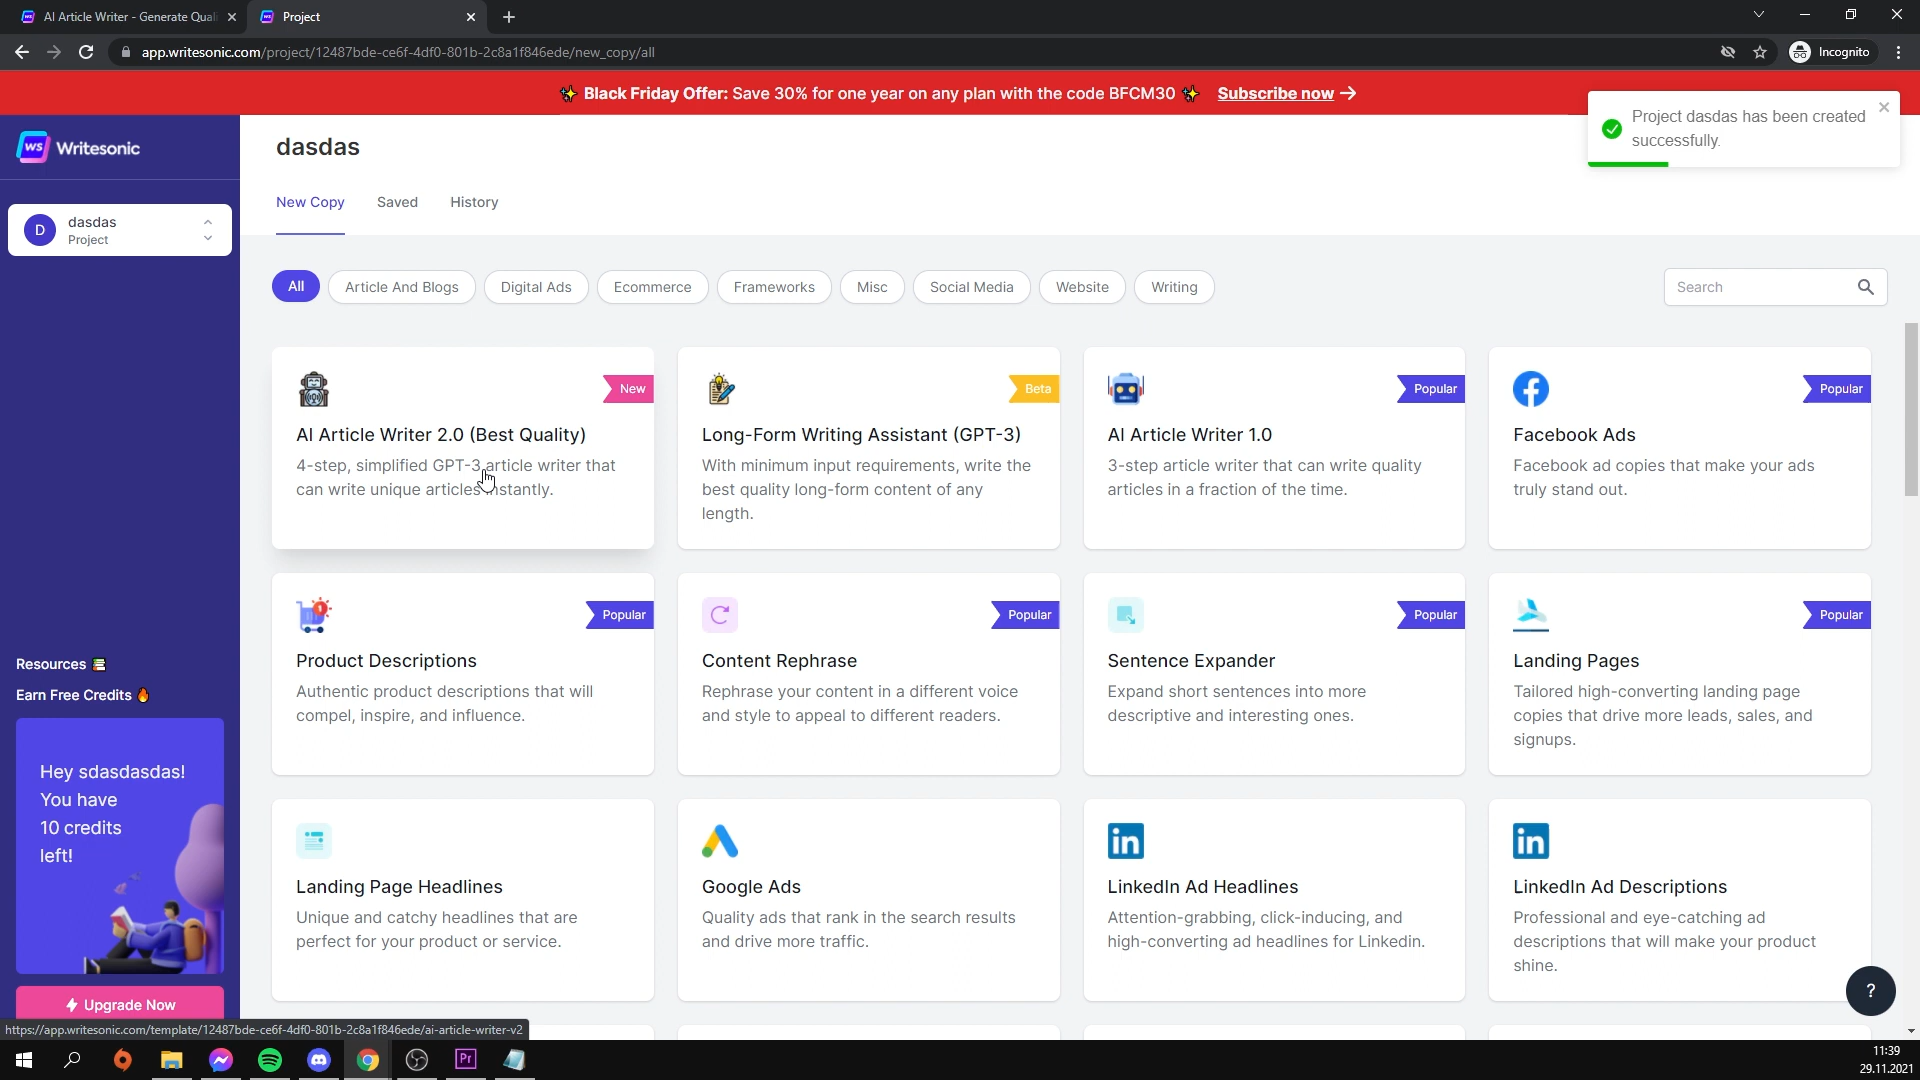 AI Article Writer - Generate Quali
Project
app.writesonic.com/project/12487bde-ce6f-4df0-801b-2c8a1f846ede/new_copy/all
Incognito
✨ Black Friday Offer: Save 30% for one year on any plan with the code BFCM30 ✨ Subscribe now →
Project dasdas has been created
successfully.
WS Writesonic
D
dasdas
Project
dasdas
New Copy
Saved
History
All
Article And Blogs
Digital Ads
Ecommerce
Frameworks
Misc
Social Media
Website
Writing
Search
New
AI Article Writer 2.0 (Best Quality)
4-step, simplified GPT-3 article writer that
can write unique articles instantly.
Beta
Long-Form Writing Assistant (GPT-3)
With minimum input requirements, write the
best quality long-form content of any
length.
Popular
AI Article Writer 1.0
3-step article writer that can write quality
articles in a fraction of the time.
Popular
Facebook Ads
Facebook ad copies that make your ads
truly stand out.
Popular
Product Descriptions
Authentic product descriptions that will
compel, inspire, and influence.
Popular
Content Rephrase
Rephrase your content in a different voice
and style to appeal to different readers.
Popular
Sentence Expander
Expand short sentences into more
descriptive and interesting ones.
Popular
Landing Pages
Tailored high-converting landing page
copies that drive more leads, sales, and
signups.
Landing Page Headlines
Unique and catchy headlines that are
perfect for your product or service.
Google Ads
Quality ads that rank in the search results
and drive more traffic.
LinkedIn Ad Headlines
Attention-grabbing, click-inducing, and
high-converting ad headlines for Linkedin.
LinkedIn Ad Descriptions
Professional and eye-catching ad
descriptions that will make your product
shine.
Resources
Earn Free Credits
Hey sdasdasdas!
You have
10 credits
left!
Upgrade Now
?
https://app.writesonic.com/template/12487bde-ce6f-4df0-801b-2c8a1f846ede/ai-article-writer-v2
Pr
11:39
29.11.2021